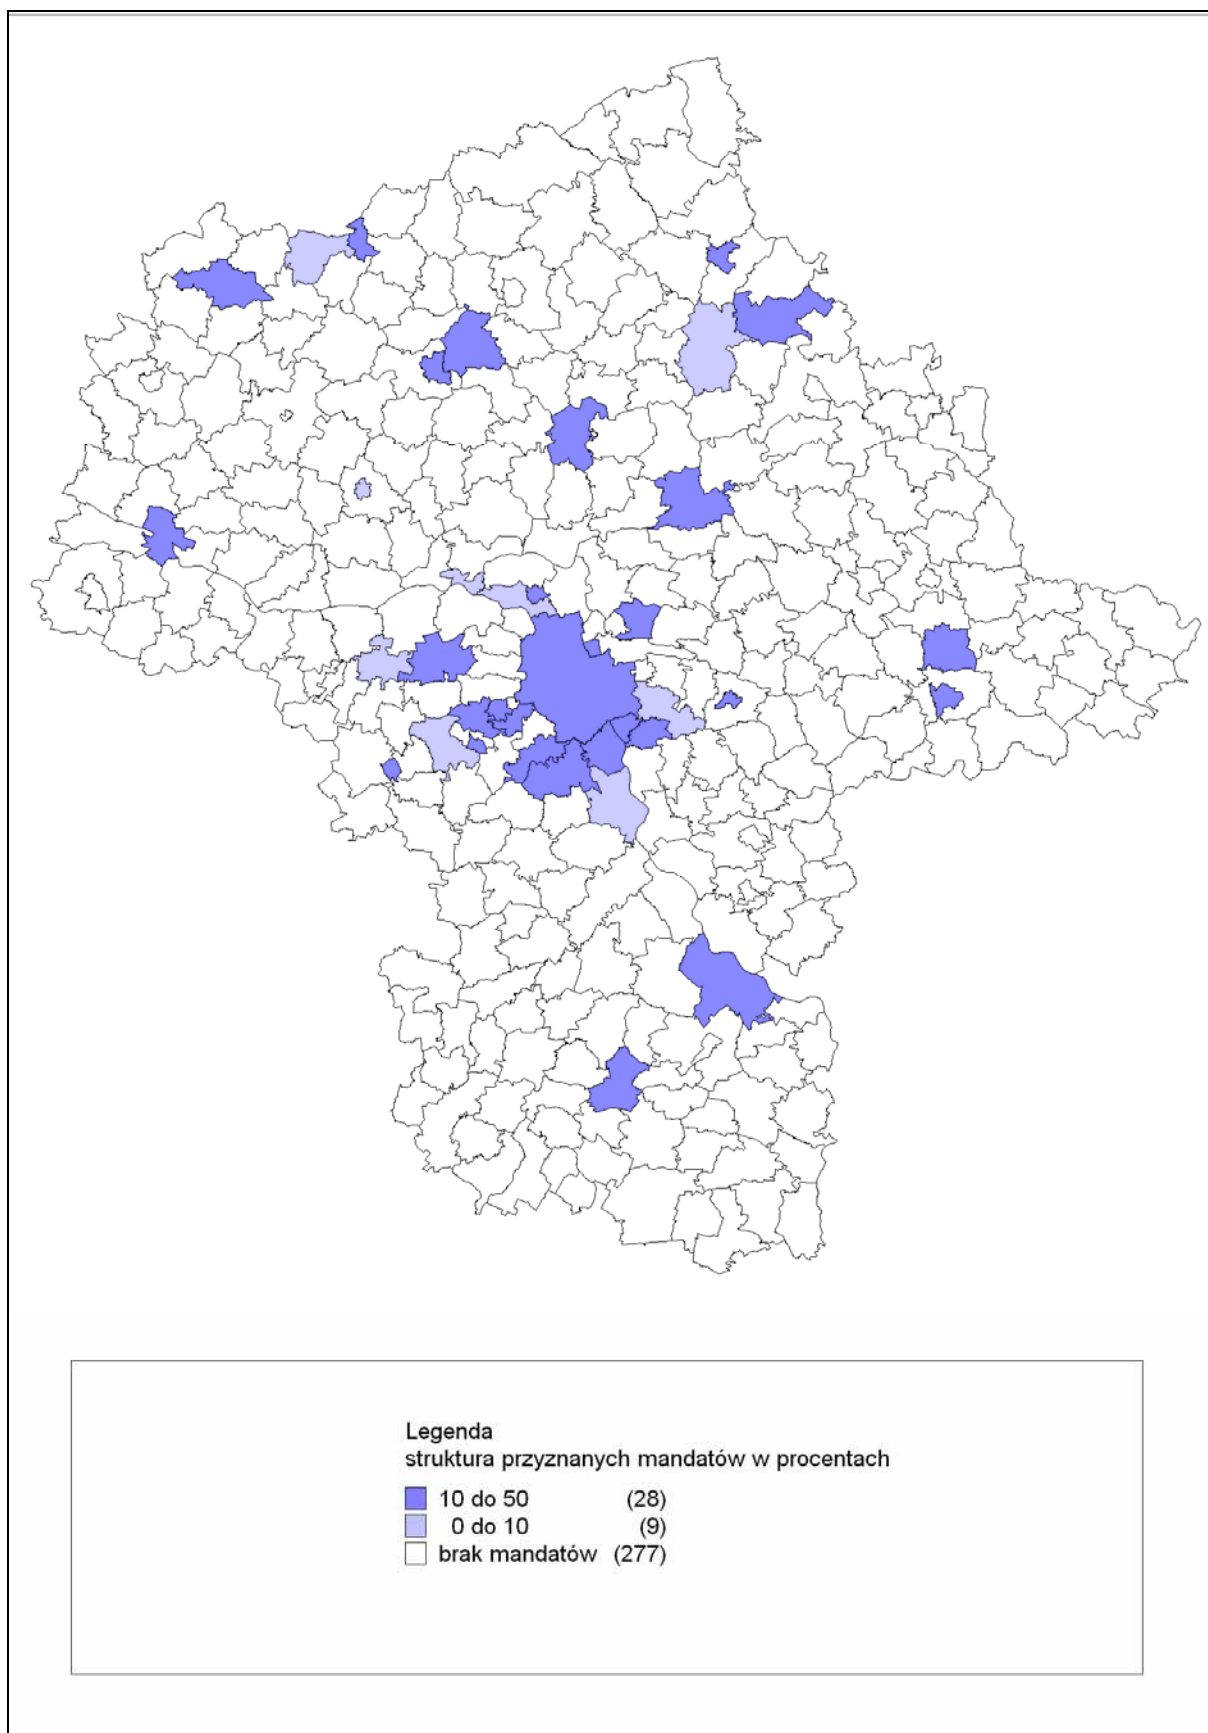 Legenda
struktura przyznanych mandatów w procentach
10 do 50 (28)
0 do 10 (9)
brak mandatów (277)